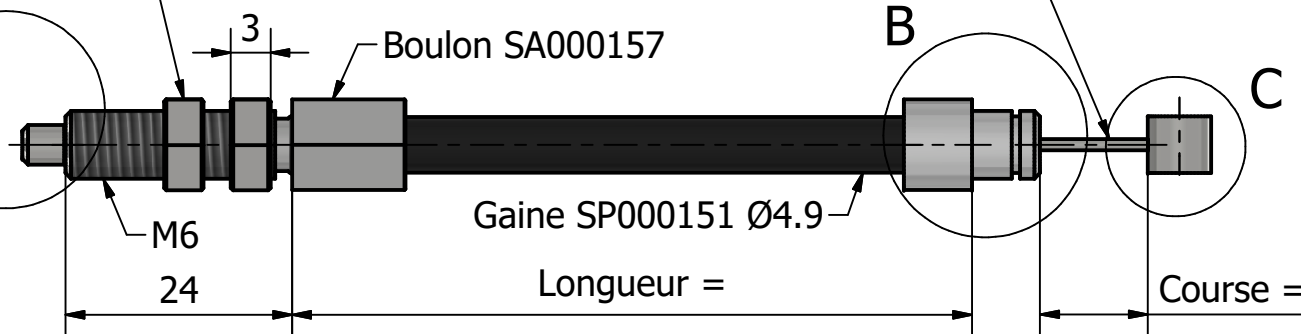 3
Boulon SA000157
B
C
M6
Gaine SP000151 Ø4.9
24
Longueur =
Course =